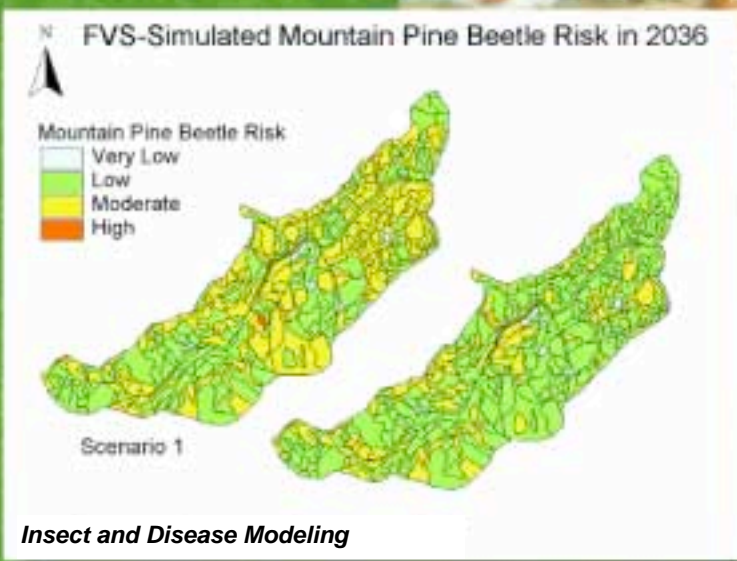 FVS-Simulated Mountain Pine Beetle Risk in 2036
N
Mountain Pine Beetle Risk
Very Low
Low
Moderate
High
Scenario 1
Insect and Disease Modeling